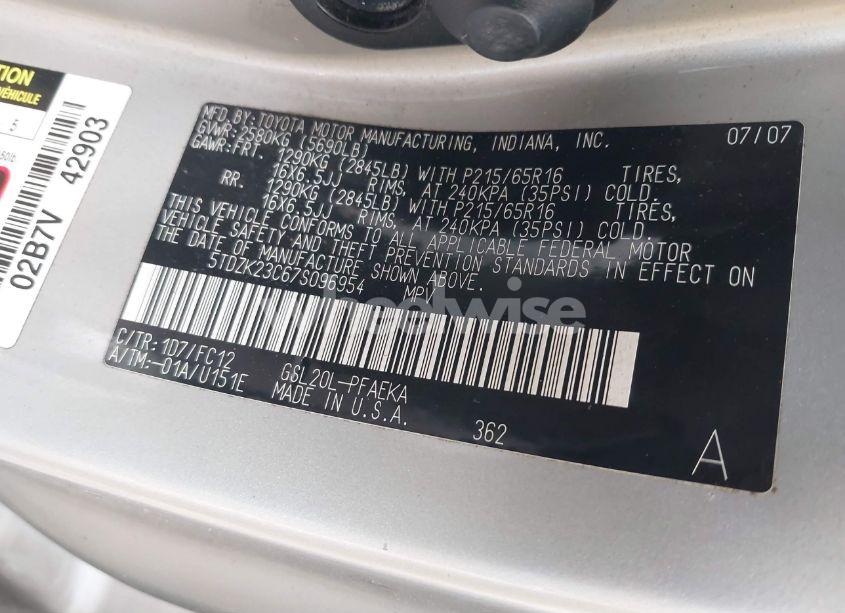 TION
VÉHICULE
5
50lb
02B7V 42903
MFD. BY: TOYOTA MOTOR MANUFACTURING, INDIANA, INC. 07/07
GVWR: 2580KG (5690LB)
GAWR: FRT. 1290KG (2845LB) WITH P215/65R16 TIRES,
16X6.5JJ RIMS, AT 240KPA (35PSI) COLD.
RR. 1290KG (2845LB) WITH P215/65R16 TIRES,
16X6.5JJ RIMS, AT 240KPA (35PSI) COLD.
THIS VEHICLE CONFORMS TO ALL APPLICABLE FEDERAL MOTOR
VEHICLE SAFETY AND THEFT PREVENTION STANDARDS IN EFFECT ON
THE DATE OF MANUFACTURE SHOWN ABOVE.
5TDZK23C67S096954 MPV
wheelwise
C/TR: 1D7/FC12
A/TM: -01A/U151E GSL20L-PFAEKA
MADE IN U.S.A.
362
A